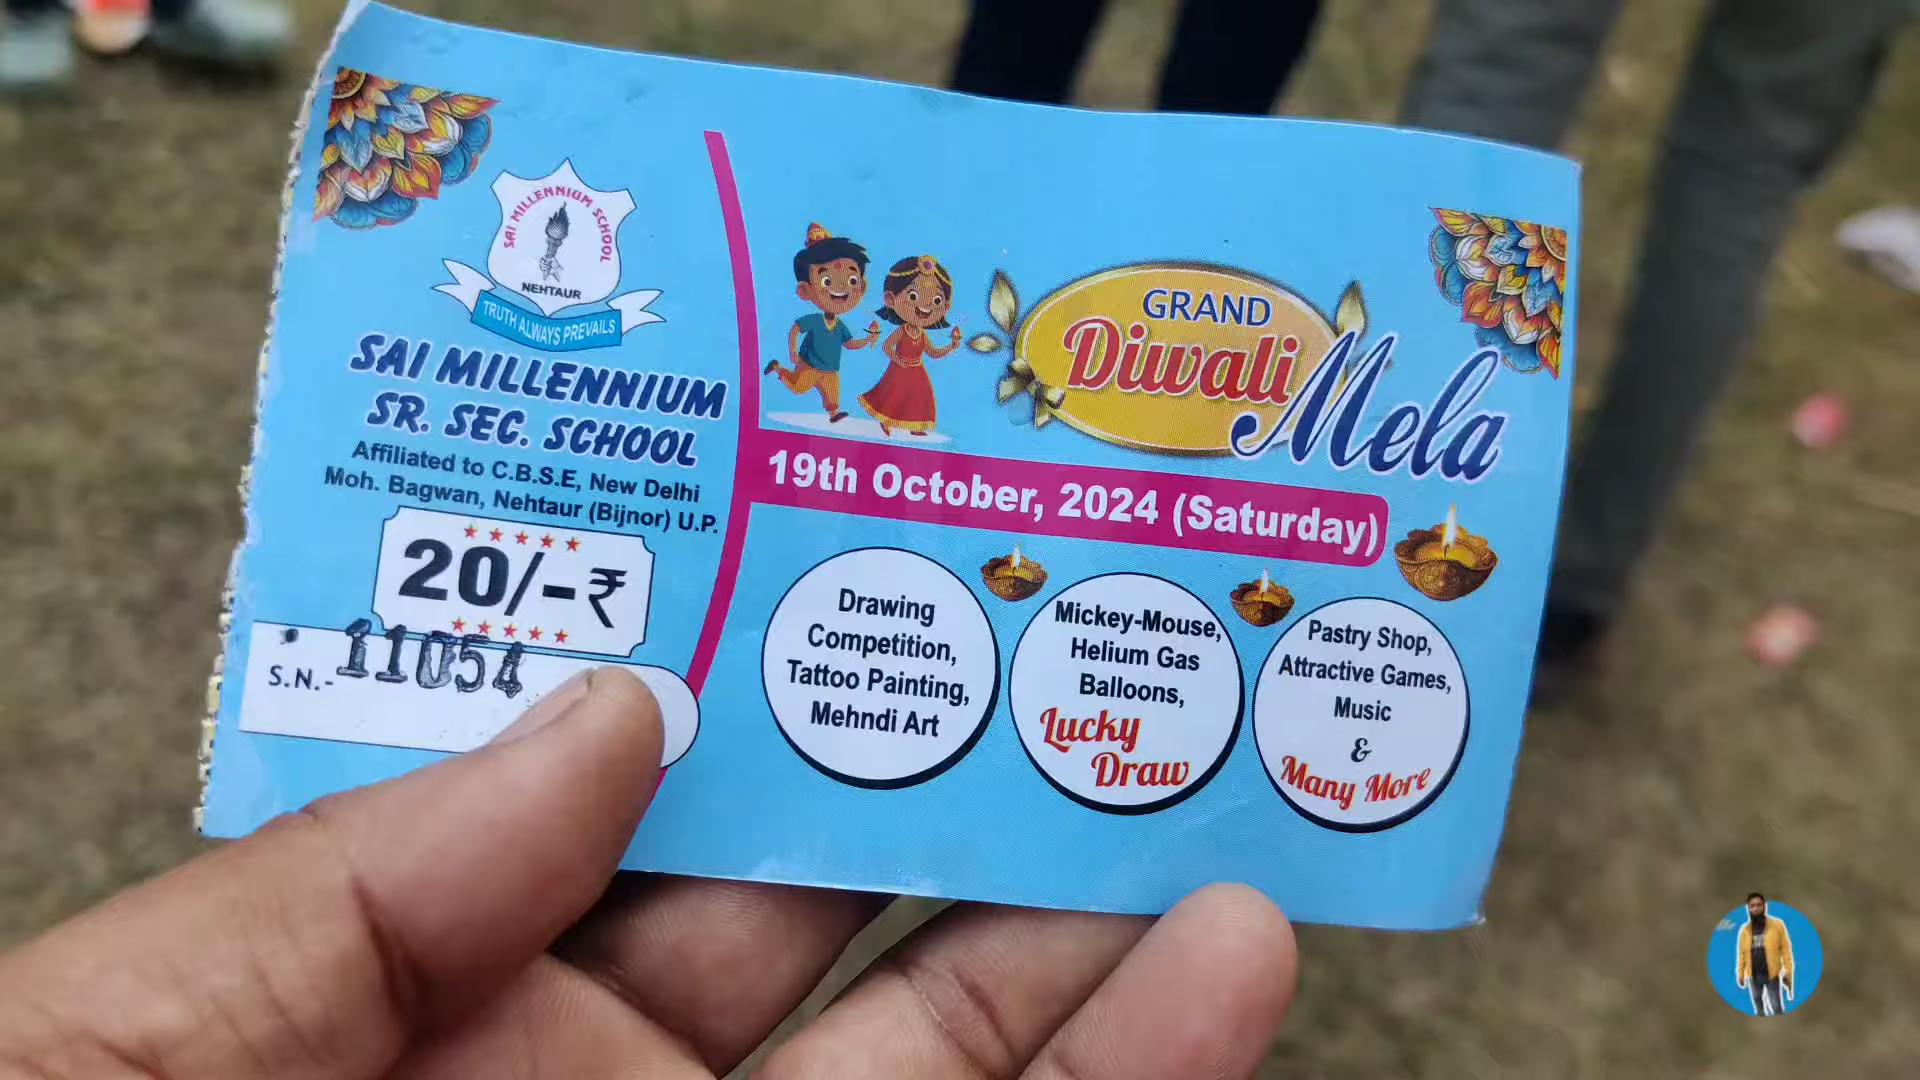 SAI MILLENNIUM SCHOOL
NEHTAUR
TRUTH ALWAYS PREVAILS
SAI MILLENNIUM
SR. SEC. SCHOOL
Affiliated to C.B.S.E, New Delhi
Moh. Bagwan, Nehtaur (Bijnor) U.P.
20/-₹
S.N.- 11054
GRAND
Diwali Mela
19th October, 2024 (Saturday)
Drawing
Competition,
Tattoo Painting,
Mehndi Art
Mickey-Mouse,
Helium Gas
Balloons,
Lucky
Draw
Pastry Shop,
Attractive Games,
Music
&
Many More